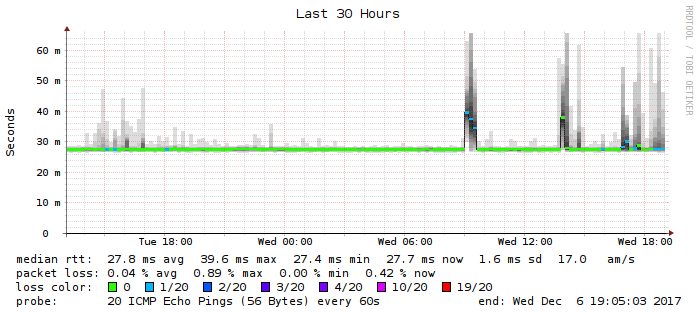 Last 30 Hours
RRDTOOL / TOBI OETIKER
Seconds
60 m
50 m
40 m
30 m
20 m
10 m
0
Tue 18:00 Wed 00:00 Wed 06:00 Wed 12:00 Wed 18:00
median rtt: 27.8 ms avg 39.6 ms max 27.4 ms min 27.7 ms now 1.6 ms sd 17.0 am/s
packet loss: 0.04 % avg 0.89 % max 0.00 % min 0.42 % now
loss color: 0 1/20 2/20 3/20 4/20 10/20 19/20
probe: 20 ICMP Echo Pings (56 Bytes) every 60s end: Wed Dec 6 19:05:03 2017